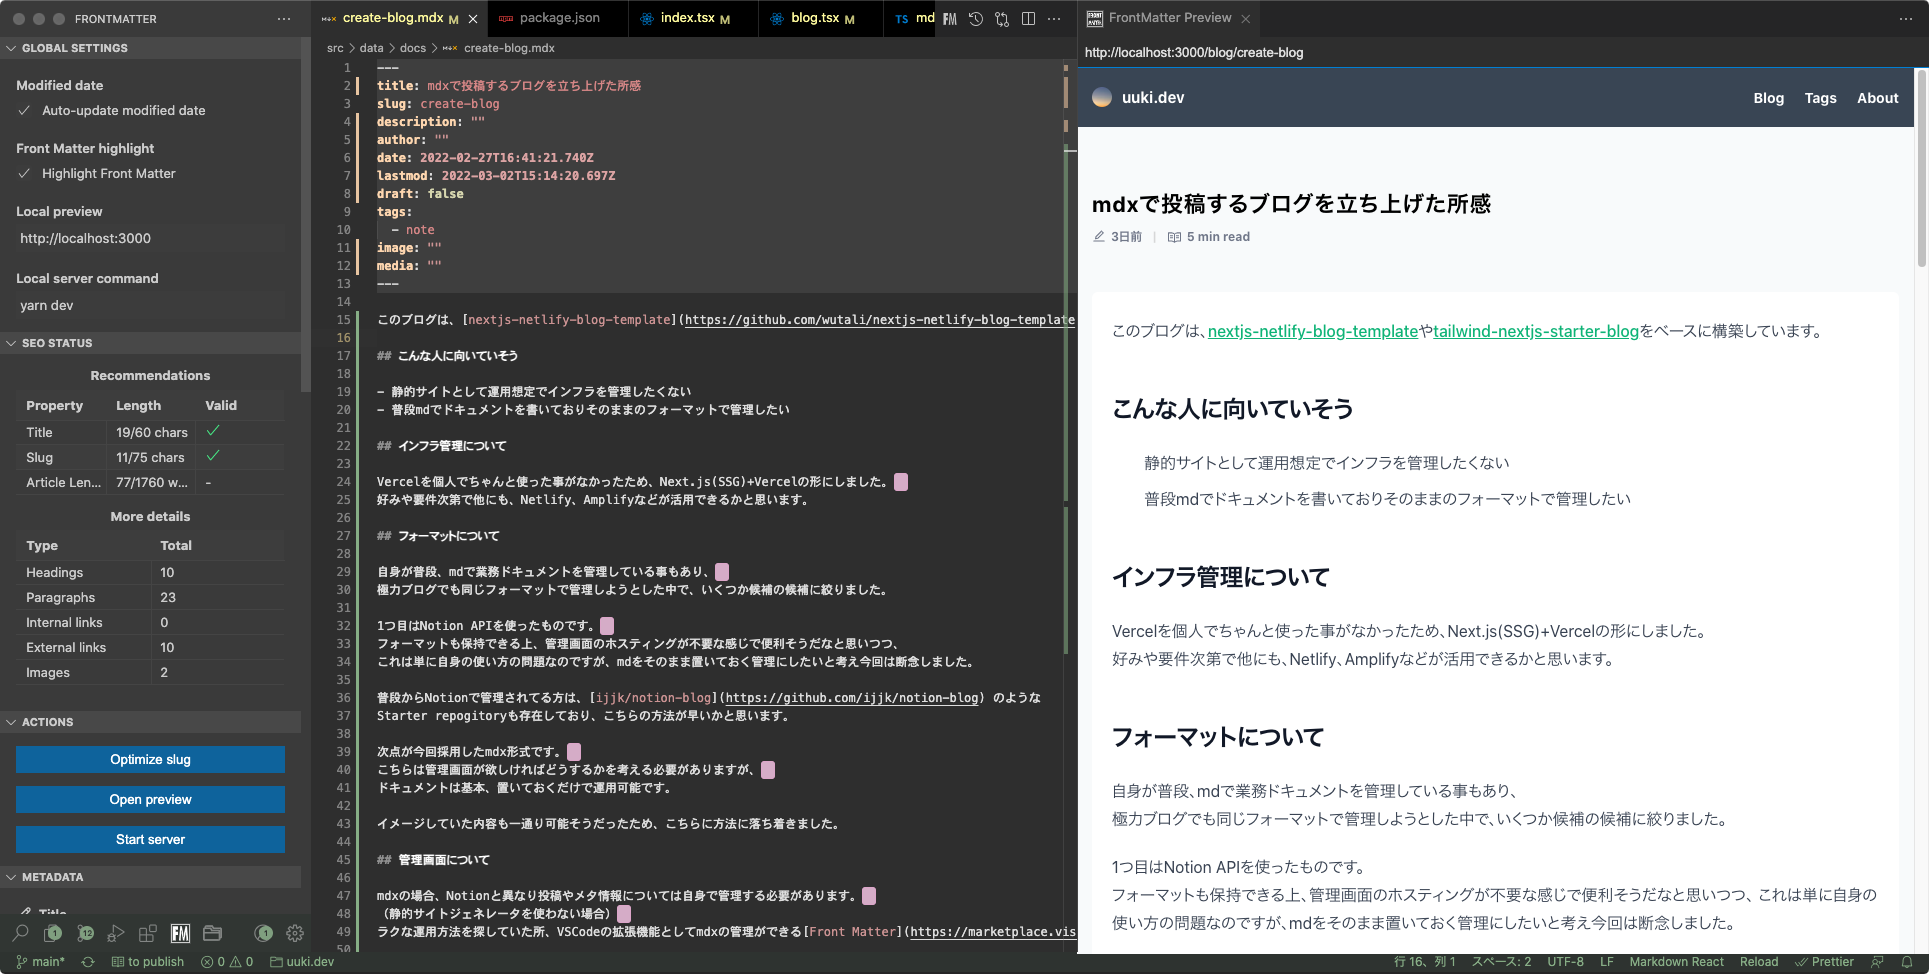 FRONTMATTER
GLOBAL SETTINGS
Modified date
Auto-update modified date
Front Matter highlight
Highlight Front Matter
Local preview
http://localhost:3000
Local server command
yarn dev
SEO STATUS
Recommendations
Property Length Valid
Title 19/60 chars
Slug 11/75 chars
Article Len... 77/1760 w... -
More details
Type Total
Headings 10
Paragraphs 23
Internal links 0
External links 10
Images 2
ACTIONS
Optimize slug
Open preview
Start server
METADATA
Title
1 12 FM 1
create-blog.mdx M package.json index.tsx M blog.tsx M TS md FM
src > data > docs > create-blog.mdx
1 ---
2 title: mdxで投稿するブログを立ち上げた所感
3 slug: create-blog
4 description: ""
5 author: ""
6 date: 2022-02-27T16:41:21.740Z
7 lastmod: 2022-03-02T15:14:20.697Z
8 draft: false
9 tags:
10 - note
11 image: ""
12 media: ""
13 ---
14
15 このブログは、[nextjs-netlify-blog-template](https://github.com/wutali/nextjs-netlify-blog-template
16
17 ## こんな人に向いていそう
18
19 - 静的サイトとして運用想定でインフラを管理したくない
20 - 普段mdでドキュメントを書いておりそのままのフォーマットで管理したい
21
22 ## インフラ管理について
23
24 Vercelを個人でちゃんと使った事がなかったため、Next.js(SSG)+Vercelの形にしました。
25 好みや要件次第で他にも、Netlify、Amplifyなどが活用できるかと思います。
26
27 ## フォーマットについて
28
29 自身が普段、mdで業務ドキュメントを管理している事もあり、
30 極力ブログでも同じフォーマットで管理しようとした中で、いくつか候補の候補に絞りました。
31
32 1つ目はNotion APIを使ったものです。
33 フォーマットも保持できる上、管理画面のホスティングが不要な感じで便利そうだなと思いつつ、
34 これは単に自身の使い方の問題なのですが、mdをそのまま置いておく管理にしたいと考え今回は断念しました。
35
36 普段からNotionで管理されてる方は、[ijjk/notion-blog](https://github.com/ijjk/notion-blog) のような
37 Starter repogitoryも存在しており、こちらの方法が早いかと思います。
38
39 次点が今回採用したmdx形式です。
40 こちらは管理画面が欲しければどうするかを考える必要がありますが、
41 ドキュメントは基本、置いておくだけで運用可能です。
42
43 イメージしていた内容も一通り可能そうだったため、こちらに方法に落ち着きました。
44
45 ## 管理画面について
46
47 mdxの場合、Notionと異なり投稿やメタ情報については自身で管理する必要があります。
48 （静的サイトジェネレータを使わない場合）
49 ラクな運用方法を探していた所、VSCodeの拡張機能としてmdxの管理ができる[Front Matter](https://marketplace.vis
50
FrontMatter Preview
http://localhost:3000/blog/create-blog
uuki.dev Blog Tags About
mdxで投稿するブログを立ち上げた所感
3日前 | 5 min read
このブログは、nextjs-netlify-blog-templateやtailwind-nextjs-starter-blogをベースに構築しています。
こんな人に向いていそう
静的サイトとして運用想定でインフラを管理したくない
普段mdでドキュメントを書いておりそのままのフォーマットで管理したい
インフラ管理について
Vercelを個人でちゃんと使った事がなかったため、Next.js(SSG)+Vercelの形にしました。
好みや要件次第で他にも、Netlify、Amplifyなどが活用できるかと思います。
フォーマットについて
自身が普段、mdで業務ドキュメントを管理している事もあり、
極力ブログでも同じフォーマットで管理しようとした中で、いくつか候補の候補に絞りました。
1つ目はNotion APIを使ったものです。
フォーマットも保持できる上、管理画面のホスティングが不要な感じで便利そうだなと思いつつ、これは単に自身の
使い方の問題なのですが、mdをそのまま置いておく管理にしたいと考え今回は断念しました。
main* to publish 0 0 uuki.dev 行 16、列 1 スペース: 2 UTF-8 LF Markdown React Reload Prettier